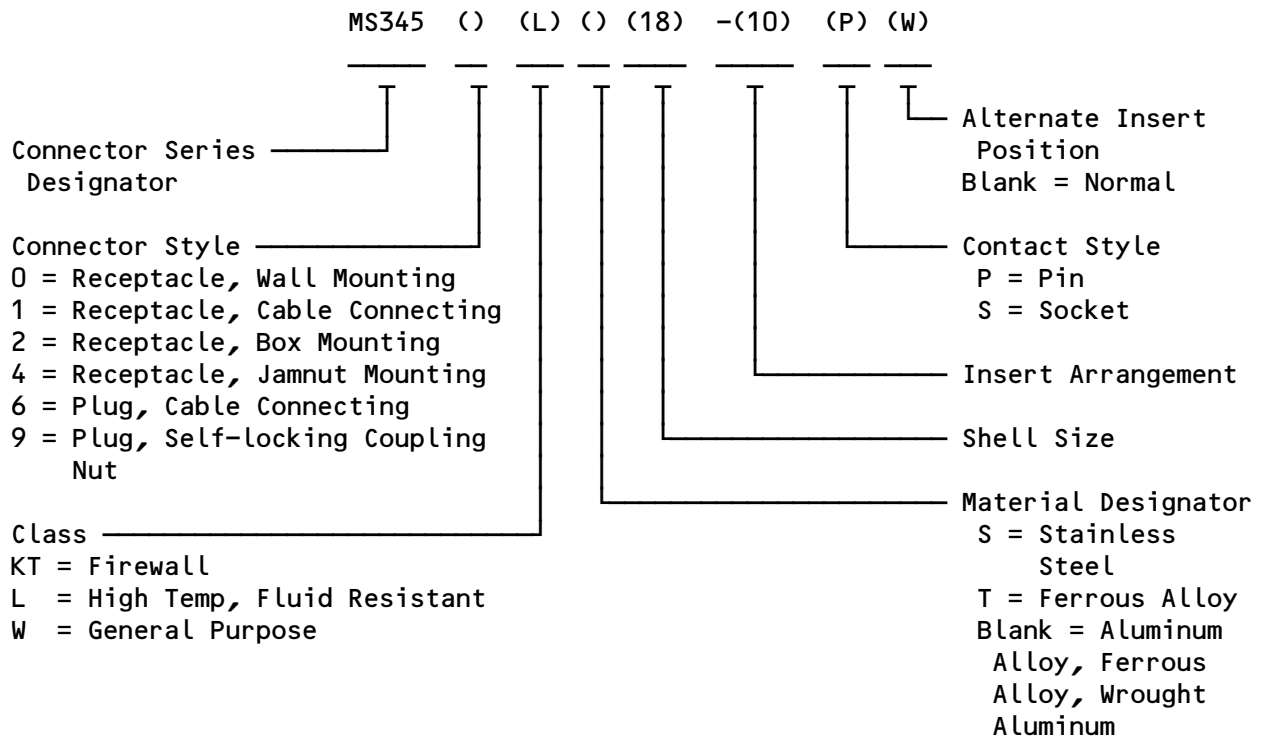 MS345 () (L) () (18) -(10) (P) (W)
Connector Series
Designator
Connector Style
0 = Receptacle, Wall Mounting
1 = Receptacle, Cable Connecting
2 = Receptacle, Box Mounting
4 = Receptacle, Jamnut Mounting
6 = Plug, Cable Connecting
9 = Plug, Self-locking Coupling
Nut
Class
KT = Firewall
L = High Temp, Fluid Resistant
W = General Purpose
Alternate Insert
Position
Blank = Normal
Contact Style
P = Pin
S = Socket
Insert Arrangement
Shell Size
Material Designator
S = Stainless
Steel
T = Ferrous Alloy
Blank = Aluminum
Alloy, Ferrous
Alloy, Wrought
Aluminum